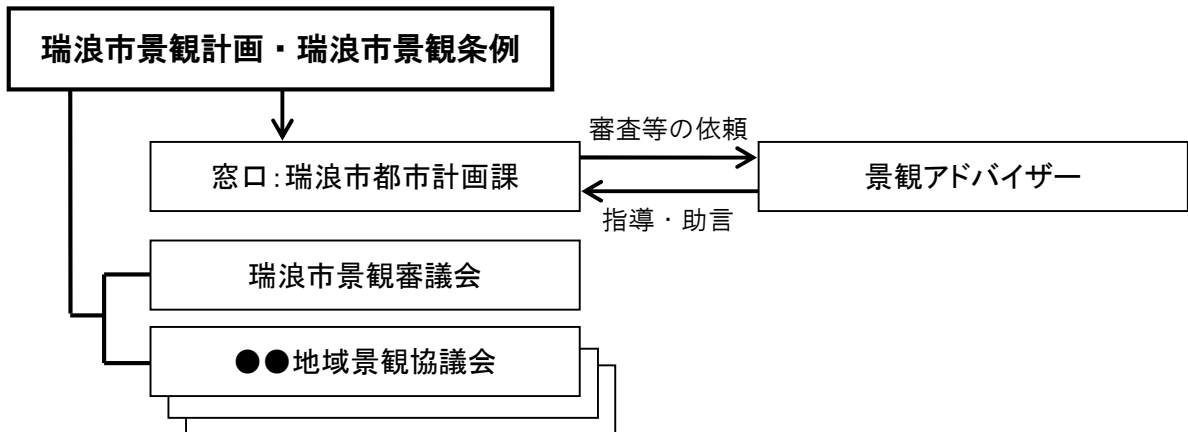 瑞浪市景観計画・瑞浪市景観条例
審査等の依頼
窓口:瑞浪市都市計画課
景観アドバイザー
指導・助言
瑞浪市景観審議会
●●地域景観協議会